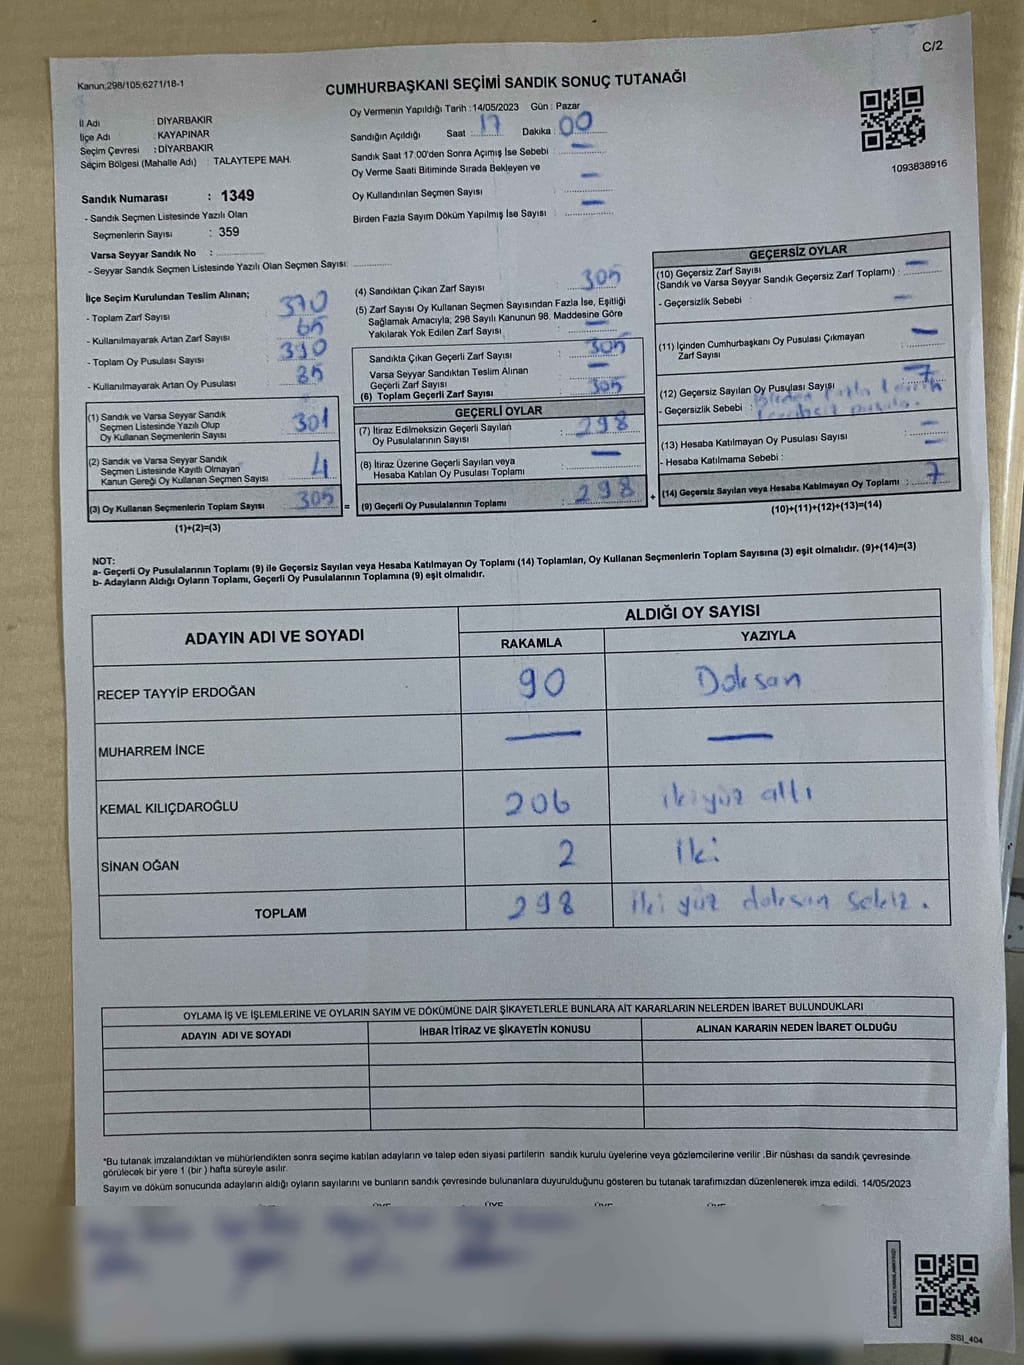 C/2
Kanun:298/105;6271/18-1
CUMHURBAŞKANI SEÇİMİ SANDIK SONUÇ TUTANAĞI
1093838916
İl Adı : DİYARBAKIR
İlçe Adı : KAYAPINAR
Seçim Çevresi : DİYARBAKIR
Seçim Bölgesi (Mahalle Adı) : TALAYTEPE MAH.
Sandık Numarası : 1349
- Sandık Seçmen Listesinde Yazılı Olan
Seçmenlerin Sayısı : 359
Varsa Seyyar Sandık No :
- Seyyar Sandık Seçmen Listesinde Yazılı Olan Seçmen Sayısı:
Oy Vermenin Yapıldığı Tarih : 14/05/2023 Gün : Pazar
Sandığın Açıldığı Saat 17 Dakika : 00
Sandık Saat 17:00'den Sonra Açımış İse Sebebi : —
Oy Verme Saati Bitiminde Sırada Bekleyen ve
Oy Kullandırılan Seçmen Sayısı : —
Birden Fazla Sayım Döküm Yapılmış İse Sayısı : —
İlçe Seçim Kurulundan Teslim Alınan;
- Toplam Zarf Sayısı : 370
- Kullanılmayarak Artan Zarf Sayısı : 65
- Toplam Oy Pusulası Sayısı : 390
- Kullanılmayarak Artan Oy Pusulası : 85
(1) Sandık ve Varsa Seyyar Sandık
Seçmen Listesinde Yazılı Olup
Oy Kullanan Seçmenlerin Sayısı : 301
(2) Sandık ve Varsa Seyyar Sandık
Seçmen Listesinde Kayıtlı Olmayan
Kanun Gereği Oy Kullanan Seçmen Sayısı : 4
(3) Oy Kullanan Seçmenlerin Toplam Sayısı : 305
(1)+(2)=(3)
(4) Sandıktan Çıkan Zarf Sayısı : 305
(5) Zarf Sayısı Oy Kullanan Seçmen Sayısından Fazla İse, Eşitliği
Sağlamak Amacıyla; 298 Sayılı Kanunun 98. Maddesine Göre
Yakılarak Yok Edilen Zarf Sayısı : —
Sandıkta Çıkan Geçerli Zarf Sayısı : 305
Varsa Seyyar Sandıktan Teslim Alınan
Geçerli Zarf Sayısı : —
(6) Toplam Geçerli Zarf Sayısı : 305
GEÇERLİ OYLAR
(7) İtiraz Edilmeksizin Geçerli Sayılan
Oy Pusulalarının Sayısı : 298
(8) İtiraz Üzerine Geçerli Sayılan veya
Hesaba Katılan Oy Pusulası Toplamı : —
= (9) Geçerli Oy Pusulalarının Toplamı : 298
GEÇERSİZ OYLAR
(10) Geçersiz Zarf Sayısı
(Sandık ve Varsa Seyyar Sandık Geçersiz Zarf Toplamı) : —
- Geçersizlik Sebebi : —
(11) İçinden Cumhurbaşkanı Oy Pusulası Çıkmayan
Zarf Sayısı : —
(12) Geçersiz Sayılan Oy Pusulası Sayısı : 7
- Geçersizlik Sebebi : Birden fazla tercih
tercihsiz pusula.
(13) Hesaba Katılmayan Oy Pusulası Sayısı : —
- Hesaba Katılmama Sebebi : —
+ (14) Geçersiz Sayılan veya Hesaba Katılmayan Oy Toplamı : 7
(10)+(11)+(12)+(13)=(14)
NOT:
a- Geçerli Oy Pusulalarının Toplamı (9) ile Geçersiz Sayılan veya Hesaba Katılmayan Oy Toplamı (14) Toplamları, Oy Kullanan Seçmenlerin Toplam Sayısına (3) eşit olmalıdır. (9)+(14)=(3)
b- Adayların Aldığı Oyların Toplamı, Geçerli Oy Pusulalarının Toplamına (9) eşit olmalıdır.
ADAYIN ADI VE SOYADI
ALDIĞI OY SAYISI
RAKAMLA YAZIYLA
RECEP TAYYİP ERDOĞAN 90 Doksan
MUHARREM İNCE — —
KEMAL KILIÇDAROĞLU 206 ikiyüz altı
SİNAN OĞAN 2 iki
TOPLAM 298 iki yüz doksan sekiz.
OYLAMA İŞ VE İŞLEMLERİNE VE OYLARIN SAYIM VE DÖKÜMÜNE DAİR ŞİKAYETLERLE BUNLARA AİT KARARLARIN NELERDEN İBARET BULUNDUKLARI
ADAYIN ADI VE SOYADI İHBAR İTİRAZ VE ŞİKAYETİN KONUSU ALINAN KARARIN NEDEN İBARET OLDUĞU
*Bu tutanak imzalandıktan ve mühürlendikten sonra seçime katılan adayların ve talep eden siyasi partilerin sandık kurulu üyelerine veya gözlemcilerine verilir .Bir nüshası da sandık çevresinde
görülecek bir yere 1 (bir ) hafta süreyle asılır.
Sayım ve döküm sonucunda adayların aldığı oyların sayılarını ve bunların sandık çevresinde bulunanlara duyurulduğunu gösteren bu tutanak tarafımızdan düzenlenerek imza edildi. 14/05/2023
ÜYE ÜYE ÜYE ÜYE
SSİ_404